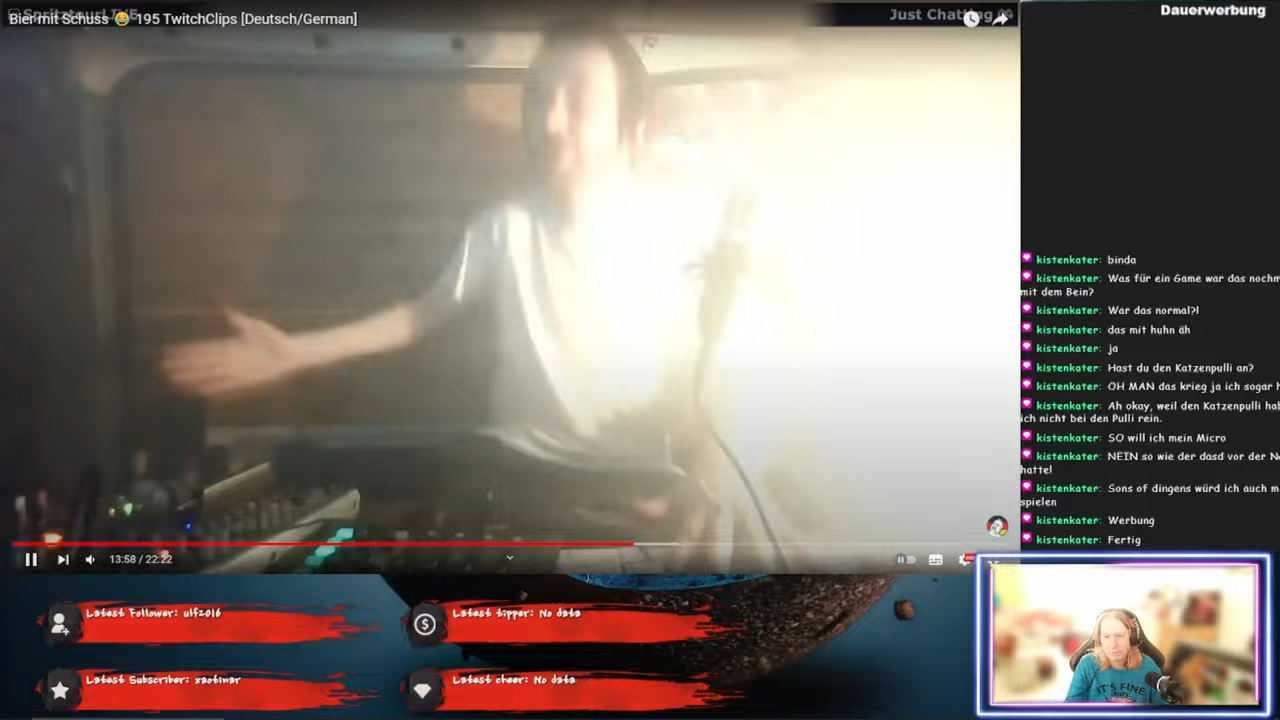 Bier mit Schuss 😂 195 TwitchClips [Deutsch/German]
SpritztourLIVE
Just Chatting
Dauerwerbung
kistenkater: binda
kistenkater: Was für ein Game war das nochm
mit dem Bein?
kistenkater: War das normal?!
kistenkater: das mit huhn äh
kistenkater: ja
kistenkater: Hast du den Katzenpulli an?
kistenkater: OH MAN das krieg ja ich sogar
kistenkater: Ah okay, weil den Katzenpulli hab
ich nicht bei den Pulli rein.
kistenkater: SO will ich mein Micro
kistenkater: NEIN so wie der dasd vor der
hatte!
kistenkater: Sons of dingens würd ich auch m
spielen
kistenkater: Werbung
kistenkater: Fertig
13:58 / 22:22
Latest Follower: ulf2016
Latest tipper: No data
Latest Subscriber: xaotinar
Latest cheer: No data
IT'S FINE